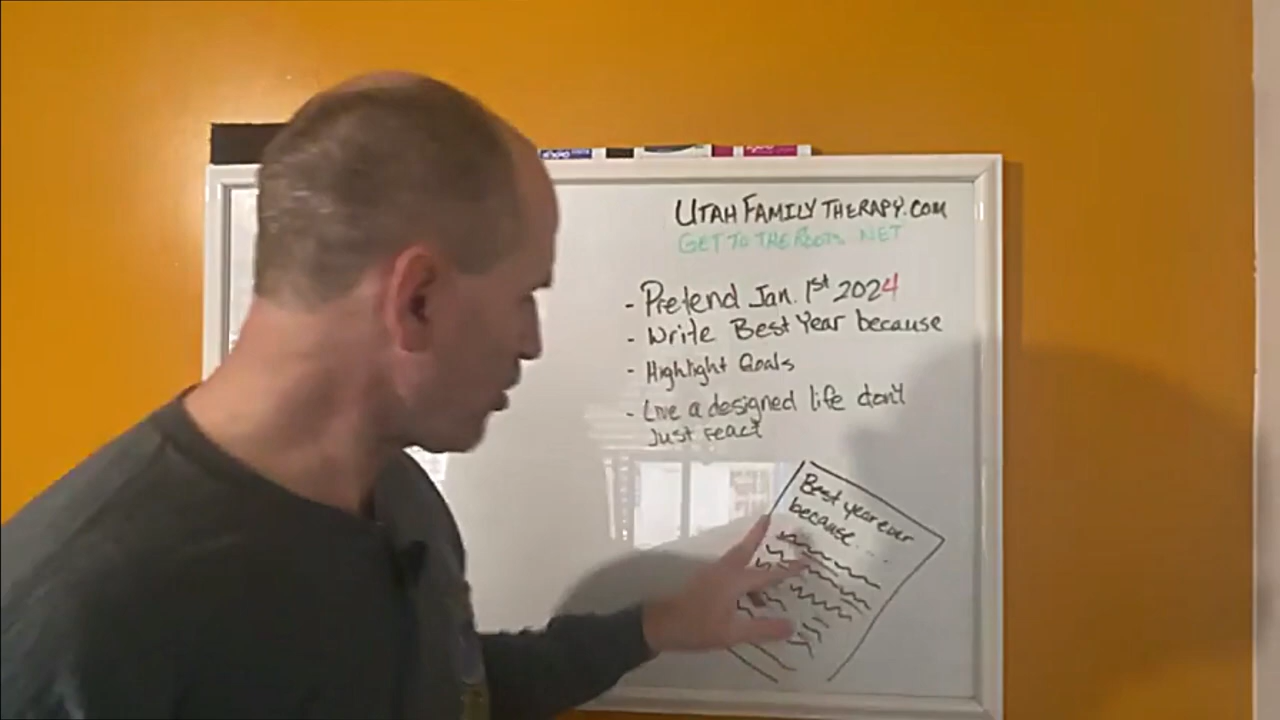 UTAH FAMILY THERAPY.COM
GET TO THE ROOTS NET
- Pretend Jan. 1st 2024
- Write Best Year because
- Highlight Goals
- Live a designed life don't
Just react
Best year ever
because....
EXPO